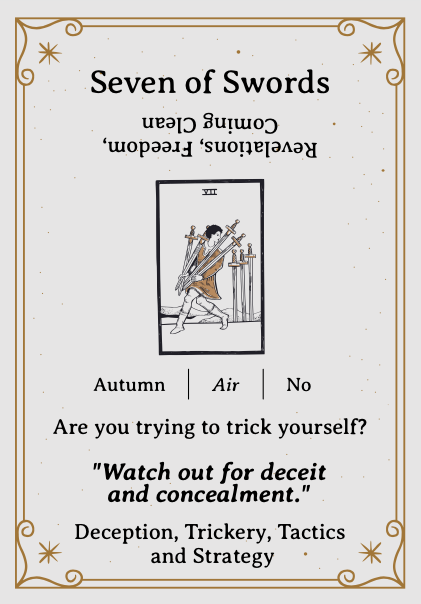 Seven of Swords
Revelations, Freedom,
Coming Clean
VII
Autumn | Air | No
Are you trying to trick yourself?
"Watch out for deceit
and concealment."
Deception, Trickery, Tactics
and Strategy